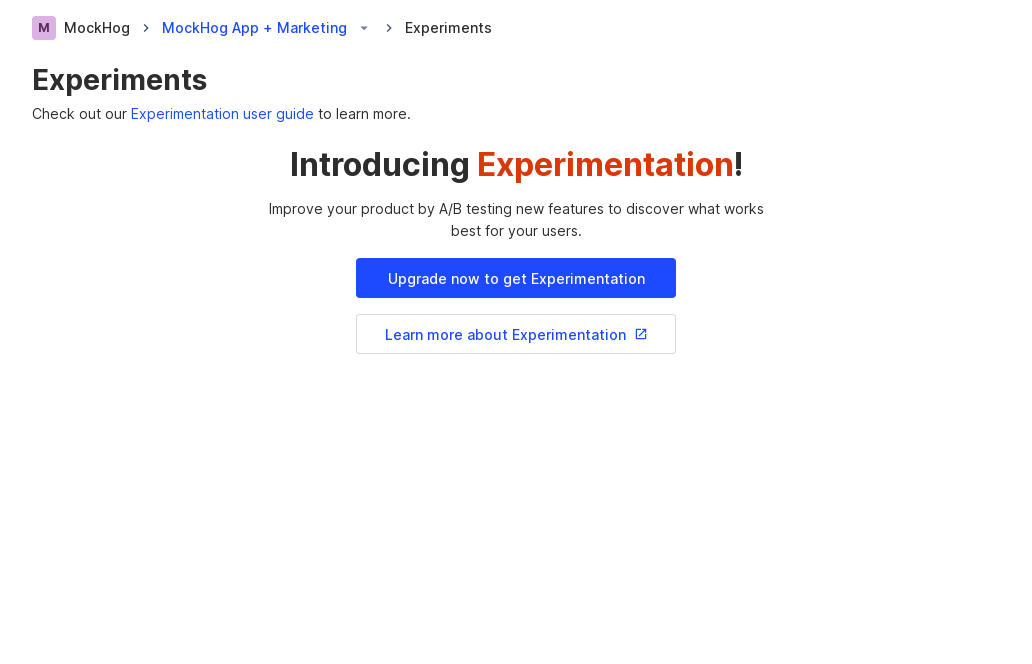 M MockHog MockHog App + Marketing Experiments
Experiments
Check out our Experimentation user guide to learn more.
Introducing Experimentation!
Improve your product by A/B testing new features to discover what works
best for your users.
Upgrade now to get Experimentation
Learn more about Experimentation